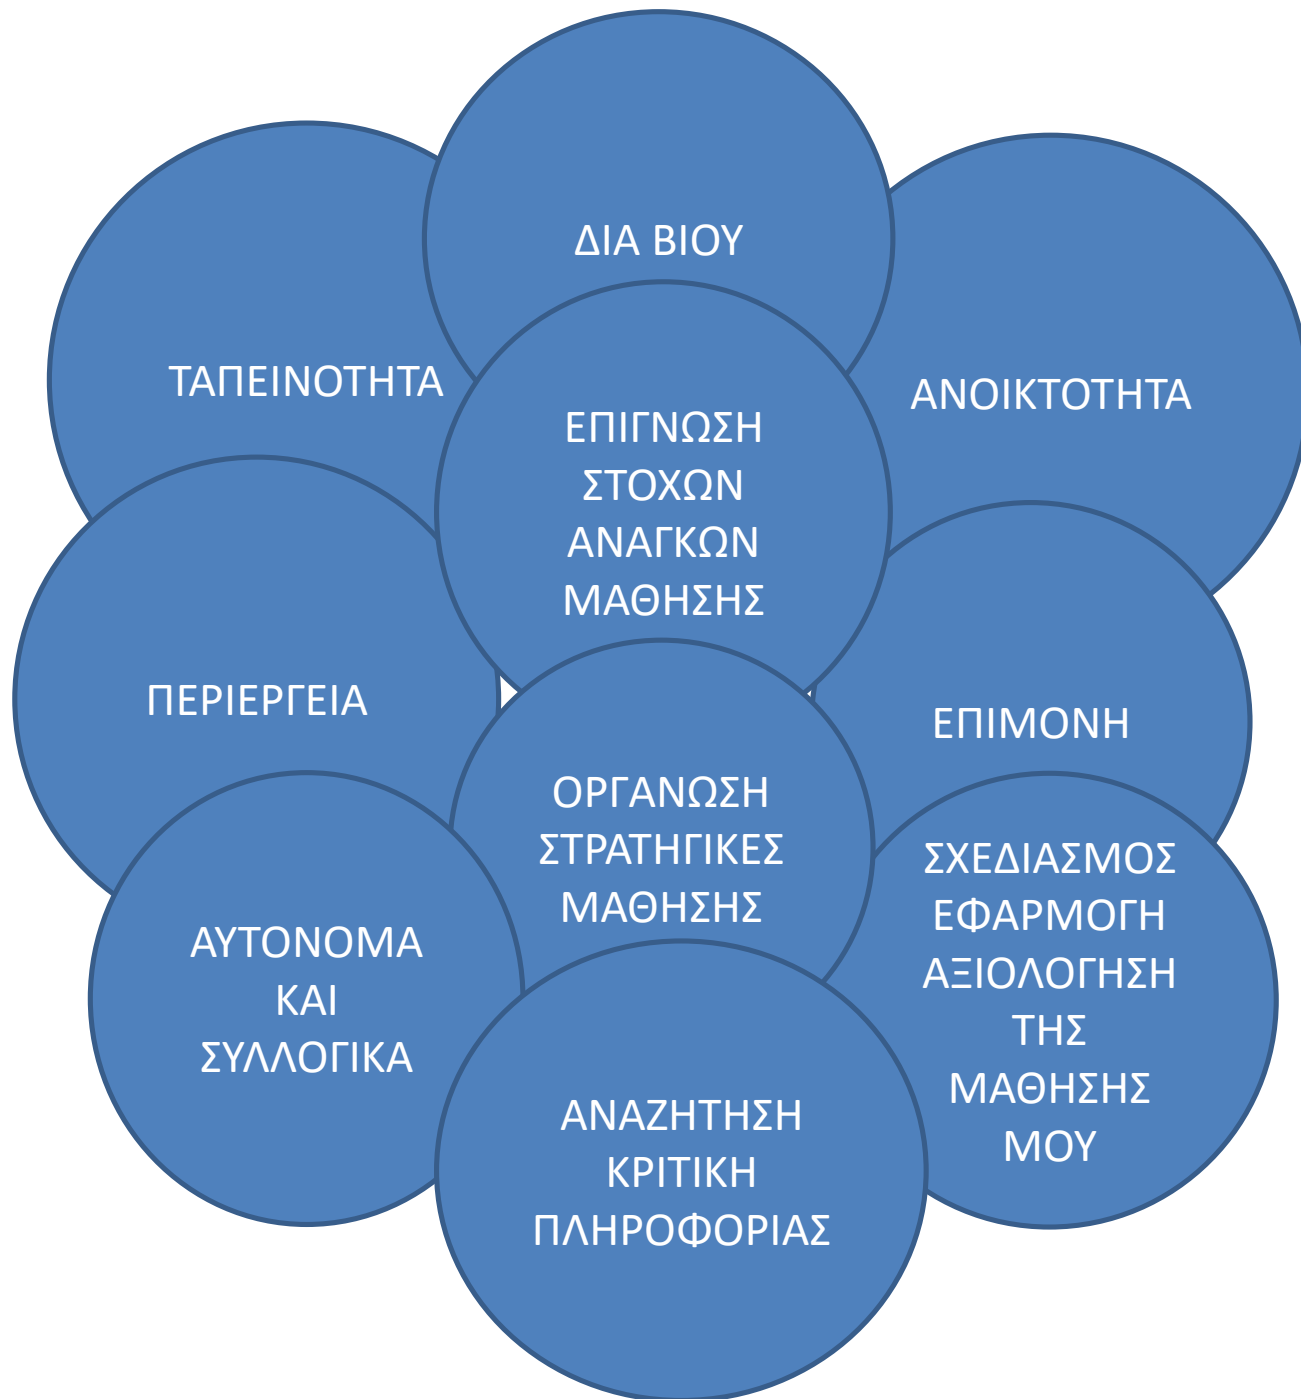 ΔΙΑ ΒΙΟΥ
ΤΑΠΕΙΝΟΤΗΤΑ
ΑΝΟΙΚΤΟΤΗΤΑ
ΕΠΙΓΝΩΣΗ
ΣΤΟΧΩΝ
ΑΝΑΓΚΩΝ
ΜΑΘΗΣΗΣ
ΠΕΡΙΕΡΓΕΙΑ
ΕΠΙΜΟΝΗ
ΟΡΓΑΝΩΣΗ
ΣΤΡΑΤΗΓΙΚΕΣ
ΜΑΘΗΣΗΣ
ΣΧΕΔΙΑΣΜΟΣ
ΕΦΑΡΜΟΓΗ
ΑΞΙΟΛΟΓΗΣΗ
ΤΗΣ
ΜΑΘΗΣΗΣ
ΜΟΥ
ΑΥΤΟΝΟΜΑ
ΚΑΙ
ΣΥΛΛΟΓΙΚΑ
ΑΝΑΖΗΤΗΣΗ
ΚΡΙΤΙΚΗ
ΠΛΗΡΟΦΟΡΙΑΣ